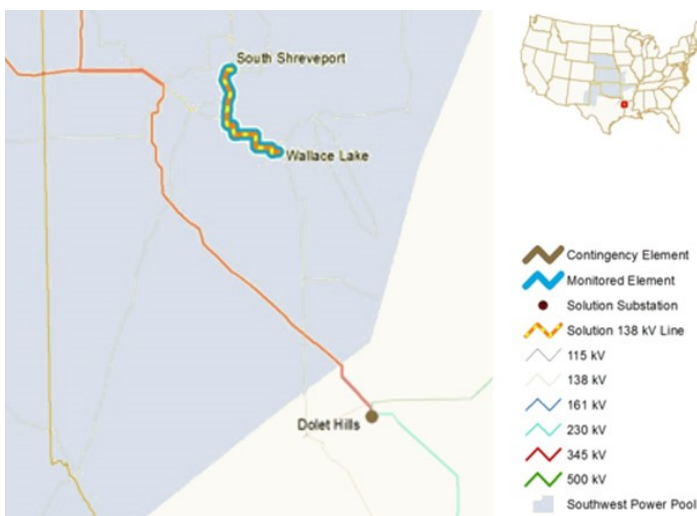 South Shreveport
Wallace Lake
Dolet Hills
Contingency Element
Monitored Element
Solution Substation
Solution 138 kV Line
115 kV
138 kV
161 kV
230 kV
345 kV
500 kV
Southwest Power Pool